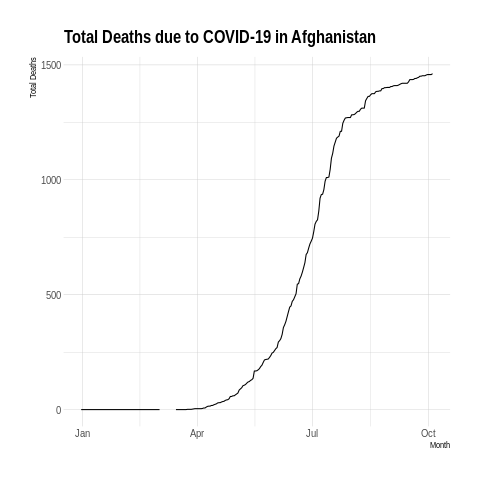 Total Deaths due to COVID-19 in Afghanistan
Total Deaths
1500
1000
500
0
Jan Apr Jul Oct
Month